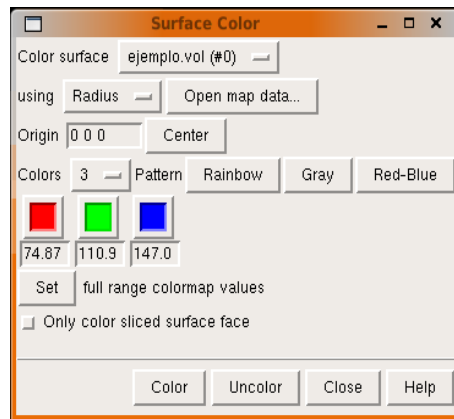 Surface Color
Color surface ejemplo.vol (#0)
using Radius Open map data...
Origin 0 0 0 Center
Colors 3 Pattern Rainbow Gray Red-Blue
74.87 110.9 147.0
Set full range colormap values
Only color sliced surface face
Color Uncolor Close Help